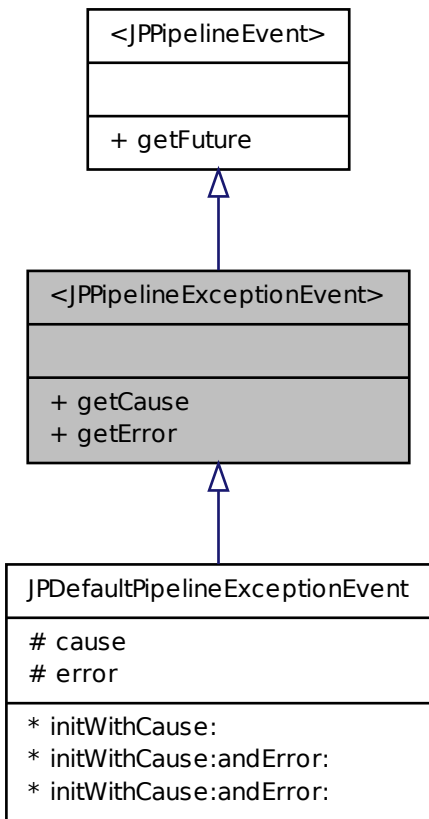 <JPPipelineEvent>
+ getFuture
<JPPipelineExceptionEvent>
+ getCause
+ getError
JPDefaultPipelineExceptionEvent
# cause
# error
* initWithCause:
* initWithCause:andError:
* initWithCause:andError: